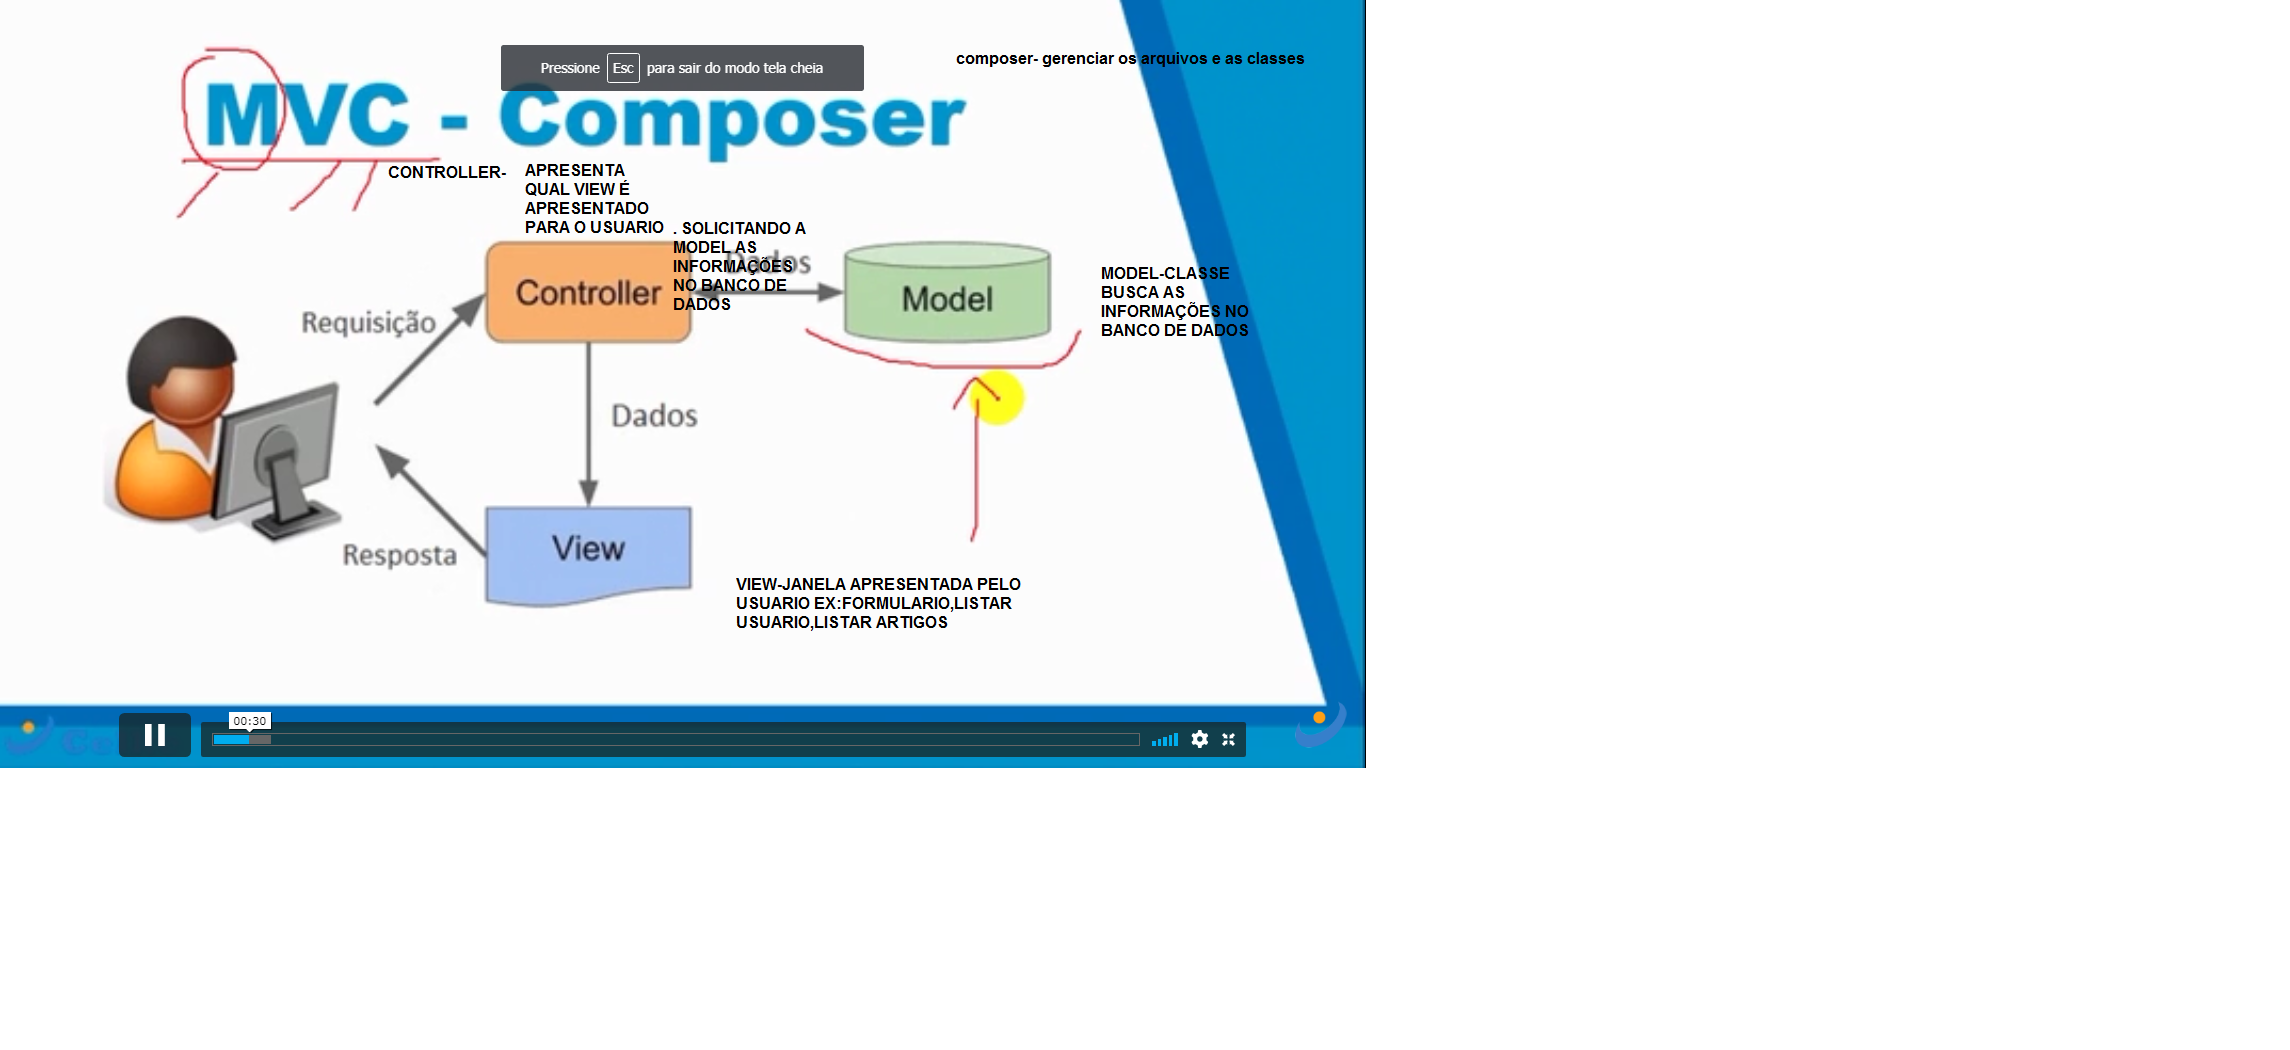 Pressione Esc para sair do modo tela cheia
composer- gerenciar os arquivos e as classes
MVC - Composer
CONTROLLER-
APRESENTA
QUAL VIEW É
APRESENTADO
PARA O USUARIO
. SOLICITANDO A
MODEL AS
INFORMAÇÕES
NO BANCO DE
DADOS
Dados
Controller
Model
MODEL-CLASSE
BUSCA AS
INFORMAÇÕES NO
BANCO DE DADOS
Requisição
Dados
View
Resposta
VIEW-JANELA APRESENTADA PELO
USUARIO EX:FORMULARIO,LISTAR
USUARIO,LISTAR ARTIGOS
00:30